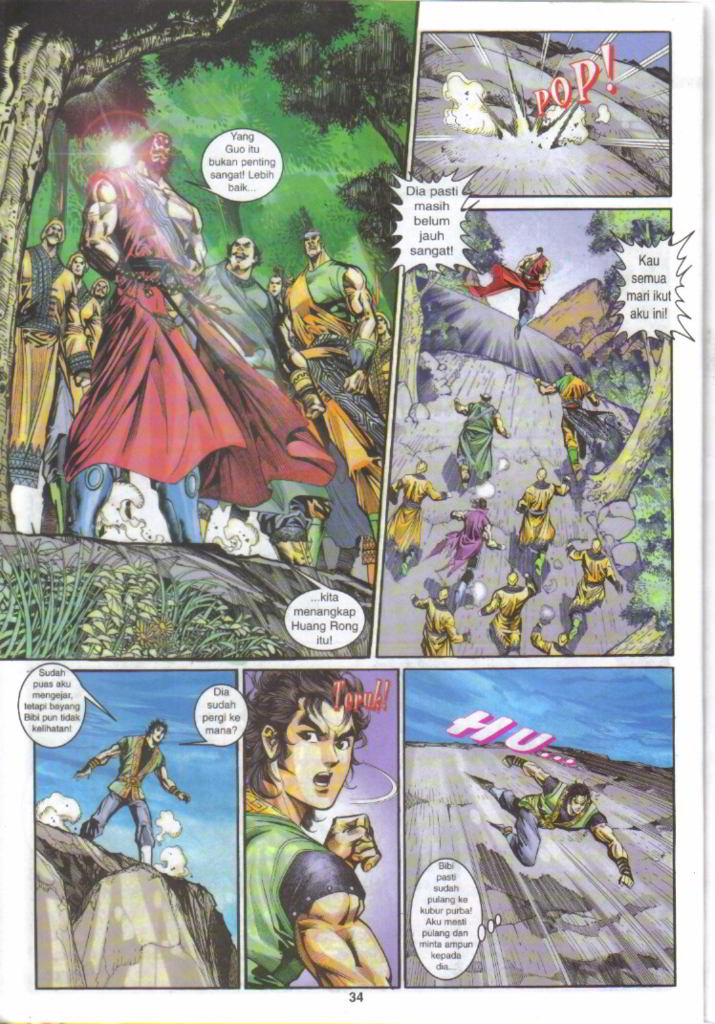 Yang
Guo itu
bukan penting
sangat! Lebih
baik...
...kita
menangkap
Huang Rong
itu!
POP!
Dia pasti
masih
belum
jauh
sangat!
Kau
semua
mari ikut
aku ini!
Sudah
puas aku
mengejar,
tetapi bayang
Bibi pun tidak
kelihatan!
Dia
sudah
pergi ke
mana?
Teruk!
HU...
Bibi
pasti
sudah
pulang ke
kubur purba!
Aku mesti
pulang dan
minta ampun
kepada
dia...
34